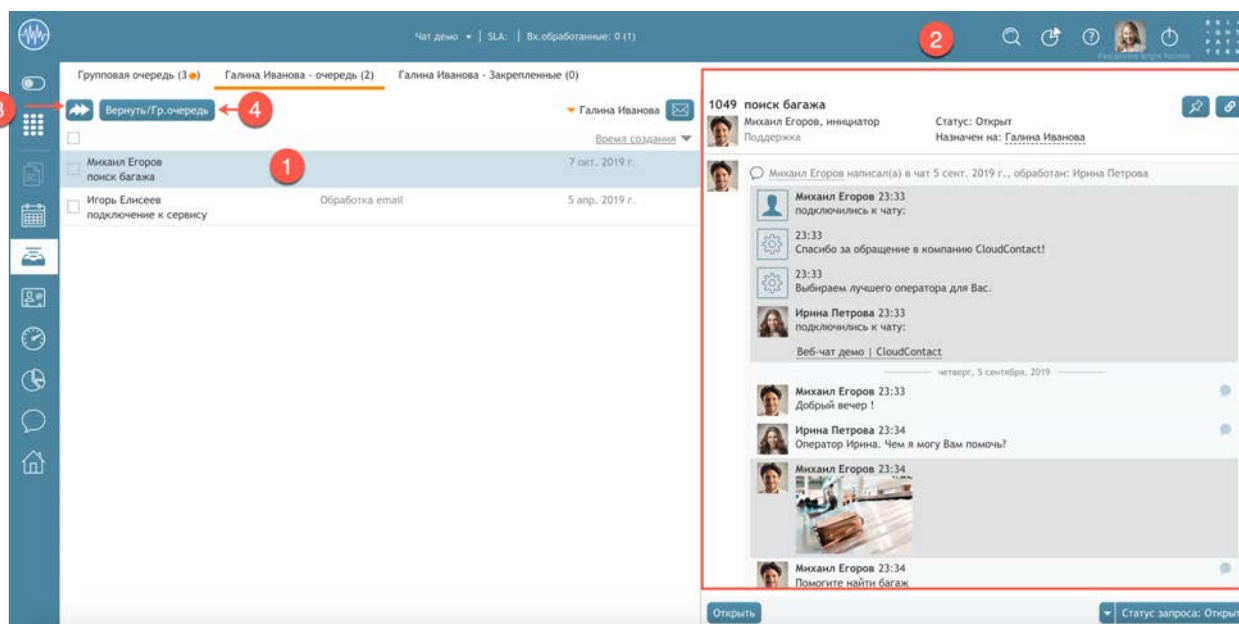 Чат демо | SLA: | Вх.обработанные: 0 (1)
2
BRI
GHT
PAT
TERN
Групповая очередь (3)
Галина Иванова - очередь (2)
Галина Иванова - Закрепленные (0)
3
Вернуть/Гр.очередь
4
Галина Иванова
Время создания
Михаил Егоров
поиск багажа
1
7 окт. 2019 г.
Игорь Елисеев
подключение к сервису
Обработка email
5 апр. 2019 г.
1049 поиск багажа
Михаил Егоров, инициатор
Поддержка
Статус: Открыт
Назначен на: Галина Иванова
Михаил Егоров написал(а) в чат 5 сент. 2019 г., обработан: Ирина Петрова
Михаил Егоров 23:33
подключились к чату:
23:33
Спасибо за обращение в компанию CloudContact!
23:33
Выбираем лучшего оператора для Вас.
Ирина Петрова 23:33
подключились к чату:
Веб-чат демо | CloudContact
четверг, 5 сентября, 2019
Михаил Егоров 23:33
Добрый вечер !
Ирина Петрова 23:34
Оператор Ирина. Чем я могу Вам помочь?
Михаил Егоров 23:34
Михаил Егоров 23:34
Помогите найти багаж
Открыть
Статус запроса: Открыт